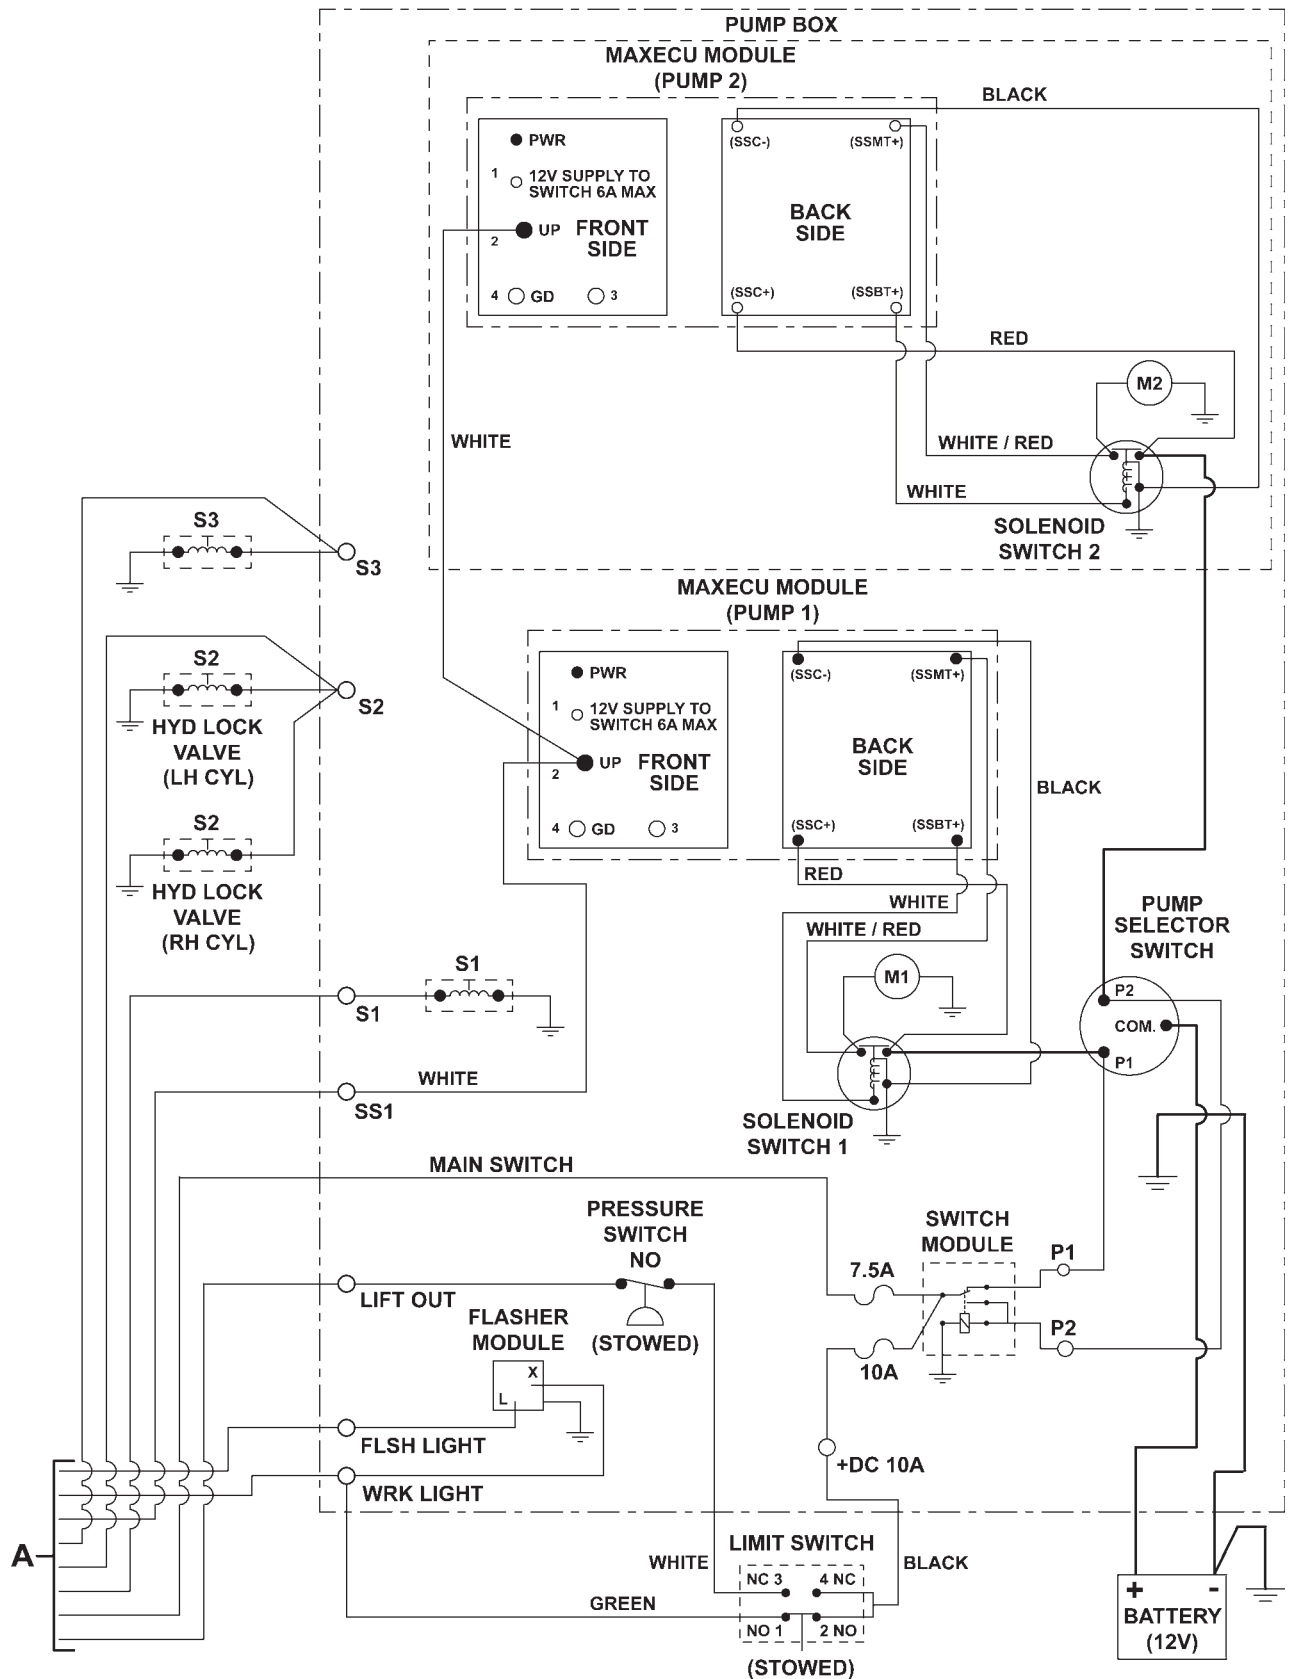 PUMP BOX
MAXECU MODULE
(PUMP 2)
BLACK
PWR
1
12V SUPPLY TO
SWITCH 6A MAX
UP
2
FRONT
SIDE
4
GD
3
(SSC-)
(SSMT+)
BACK
SIDE
(SSC+)
(SSBT+)
RED
M2
WHITE
WHITE / RED
WHITE
SOLENOID
SWITCH 2
S3
S3
MAXECU MODULE
(PUMP 1)
S2
S2
HYD LOCK
VALVE
(LH CYL)
PWR
1
12V SUPPLY TO
SWITCH 6A MAX
UP
2
FRONT
SIDE
4
GD
3
(SSC-)
(SSMT+)
BACK
SIDE
(SSC+)
(SSBT+)
BLACK
S2
HYD LOCK
VALVE
(RH CYL)
RED
WHITE
WHITE / RED
M1
PUMP
SELECTOR
SWITCH
P2
COM.
P1
S1
S1
WHITE
SS1
SOLENOID
SWITCH 1
MAIN SWITCH
PRESSURE
SWITCH
NO
(STOWED)
SWITCH
MODULE
7.5A
10A
P1
P2
LIFT OUT
FLASHER
MODULE
X
L
FLSH LIGHT
WRK LIGHT
+DC 10A
A
LIMIT SWITCH
WHITE
BLACK
NC 3
4 NC
GREEN
NO 1
2 NO
(STOWED)
+
-
BATTERY
(12V)